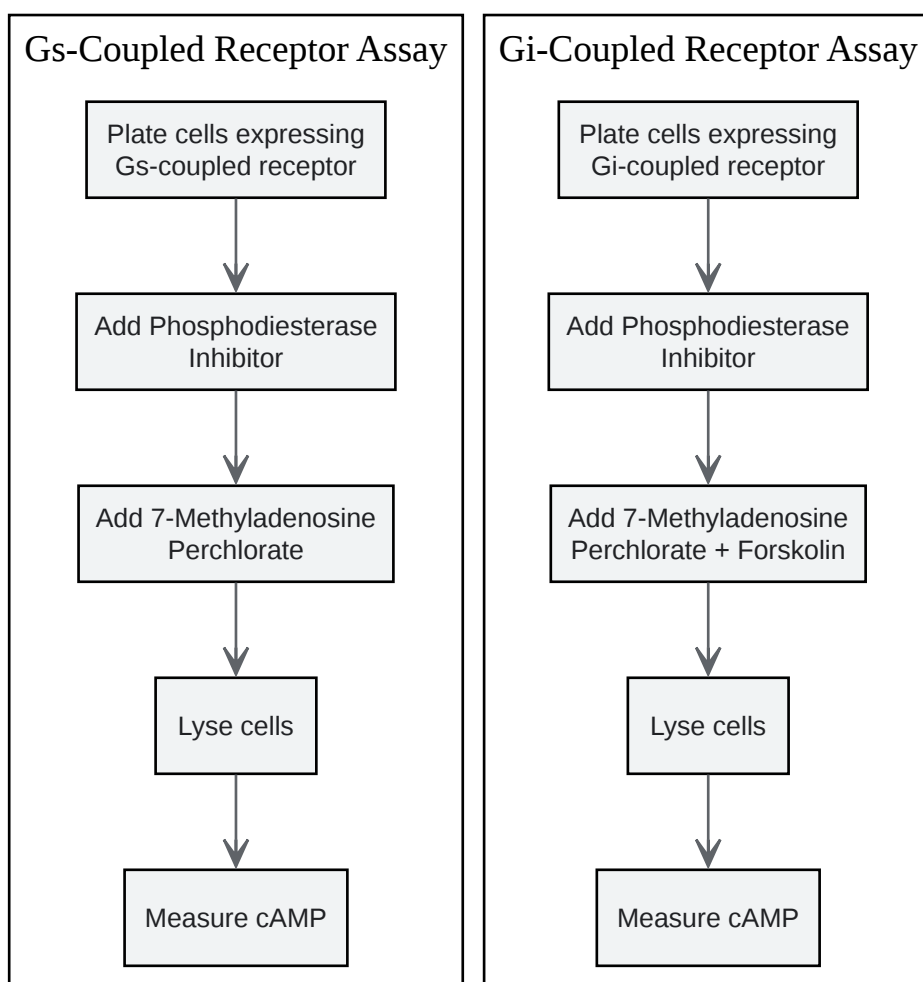 Gs-Coupled Receptor Assay
Plate cells expressing
Gs-coupled receptor
Add Phosphodiesterase
Inhibitor
Add 7-Methyladenosine
Perchlorate
Lyse cells
Measure cAMP
Gi-Coupled Receptor Assay
Plate cells expressing
Gi-coupled receptor
Add Phosphodiesterase
Inhibitor
Add 7-Methyladenosine
Perchlorate + Forskolin
Lyse cells
Measure cAMP